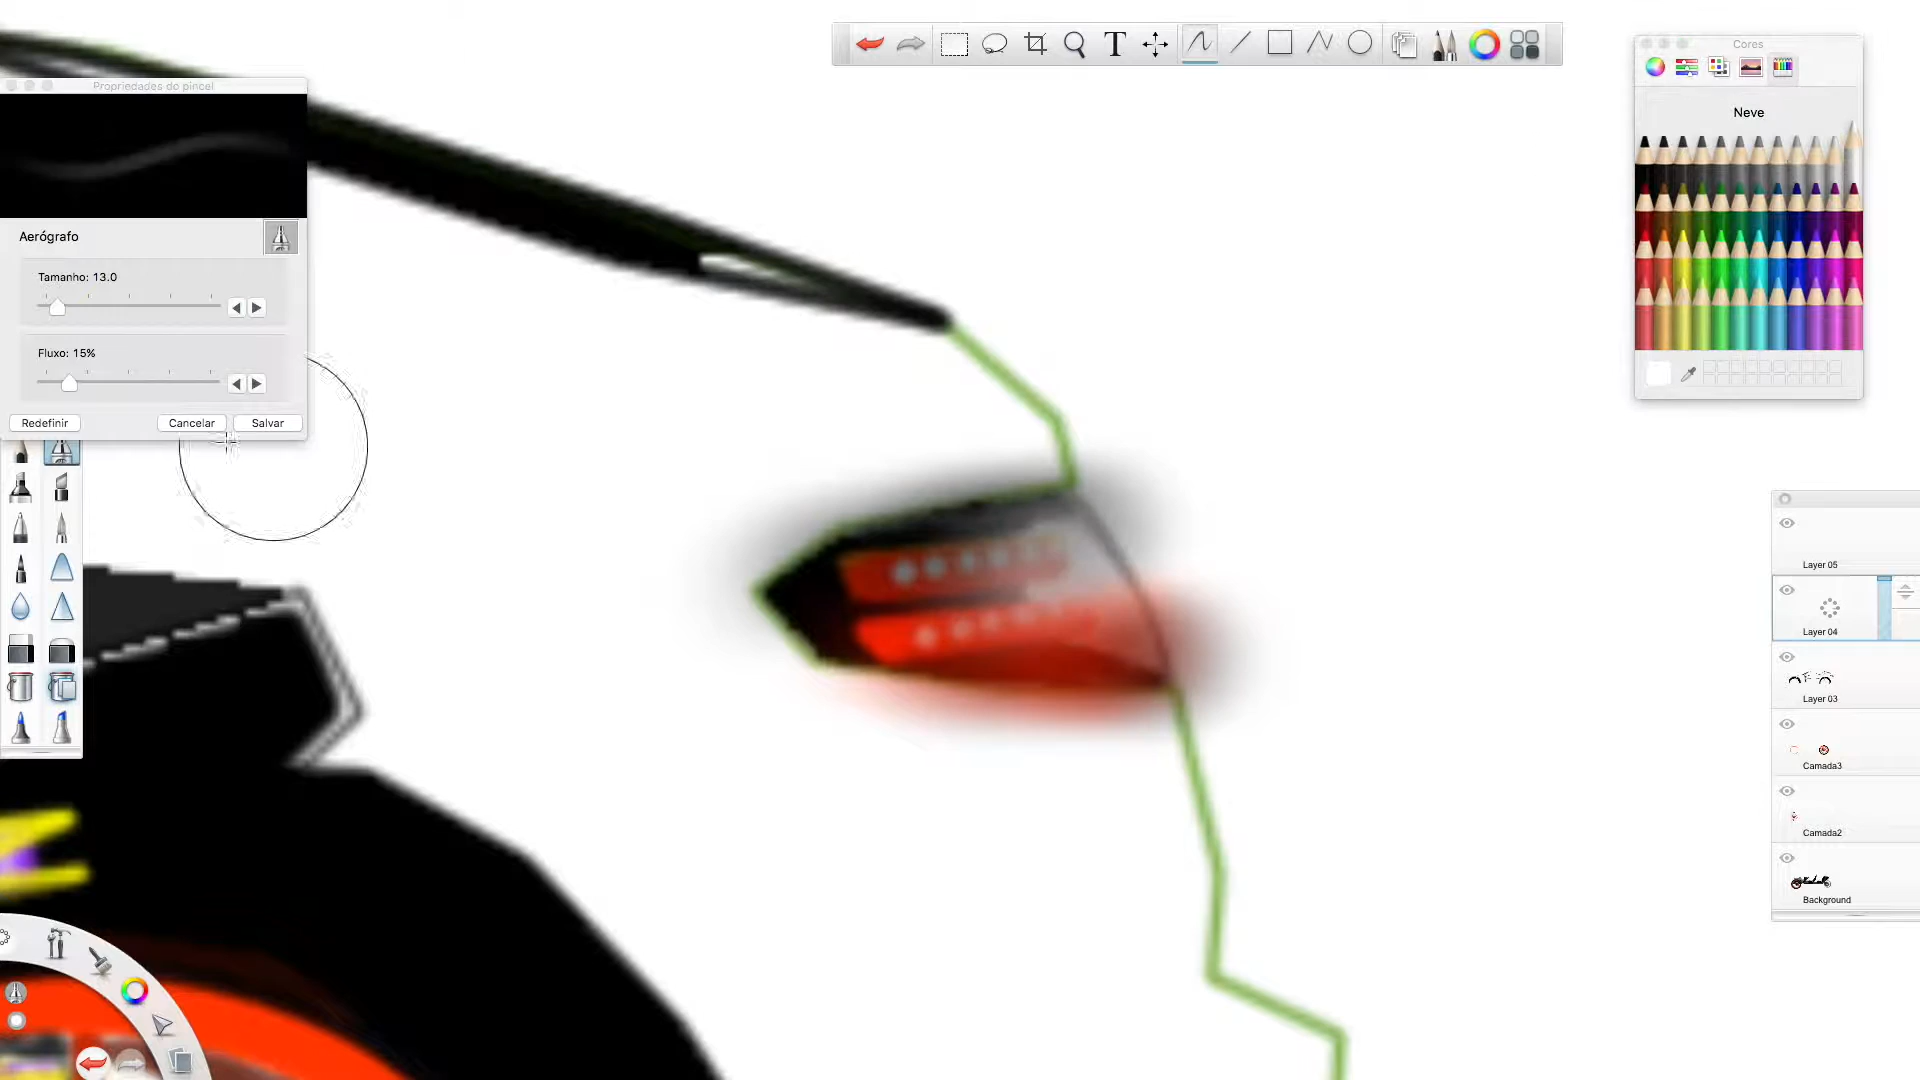 Propriedades do pincel
Aerógrafo
Tamanho: 13.0
Fluxo: 15%
Redefinir
Cancelar
Salvar
T
Cores
Neve
Layer 05
Layer 04
Layer 03
Camada3
Camada2
Background